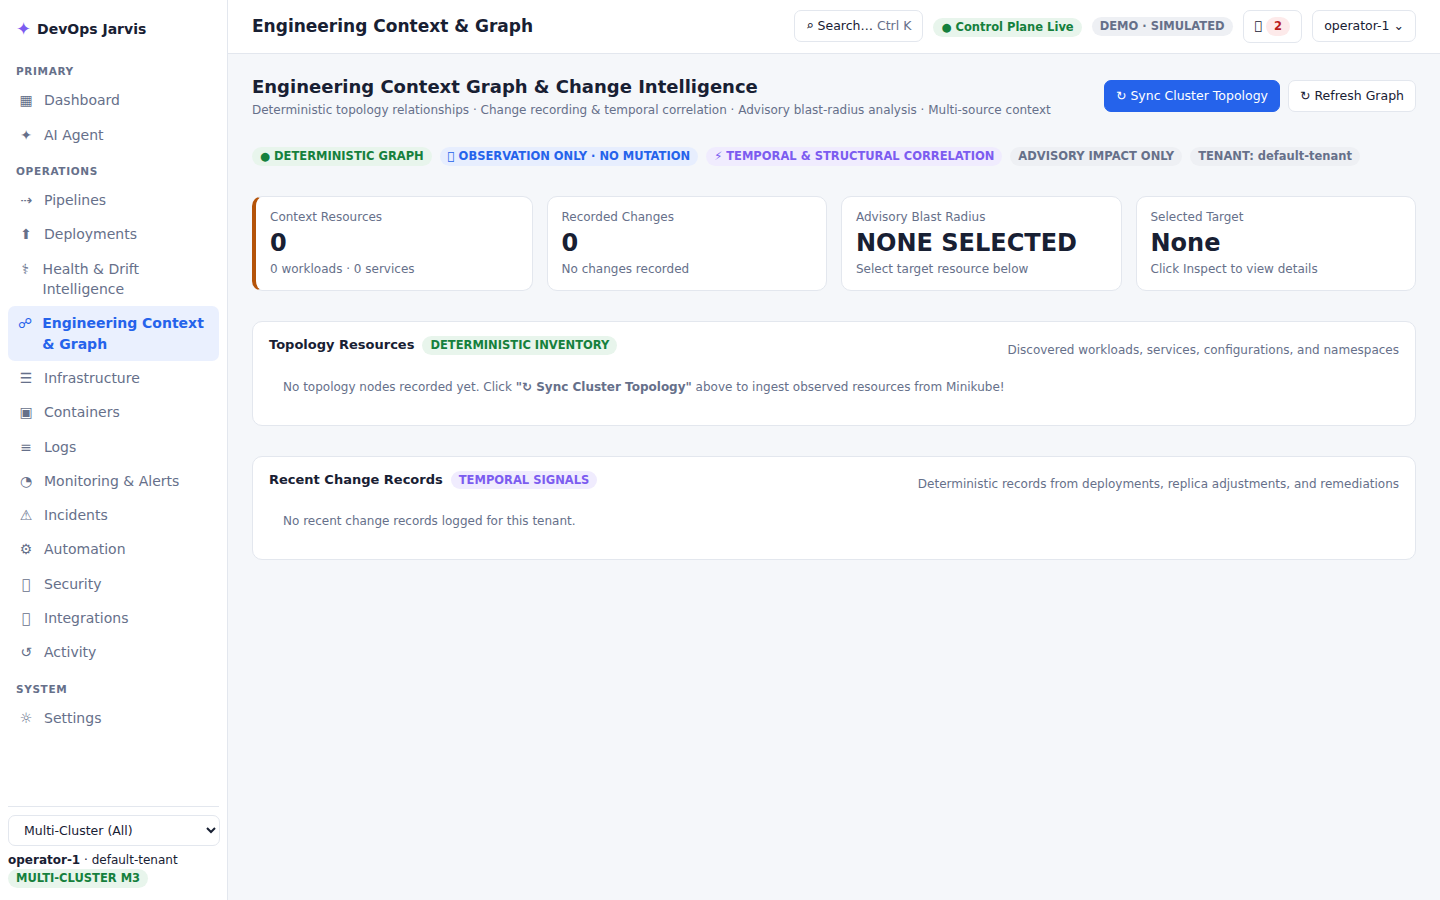 DevOps Jarvis
PRIMARY
Dashboard
AI Agent
OPERATIONS
Pipelines
Deployments
Health & Drift
Intelligence
Engineering Context
& Graph
Infrastructure
Containers
Logs
Monitoring & Alerts
Incidents
Automation
Security
Integrations
Activity
SYSTEM
Settings
Multi-Cluster (All)
operator-1 · default-tenant
MULTI-CLUSTER M3
Engineering Context & Graph
Search... Ctrl K
● Control Plane Live
DEMO · SIMULATED
2
operator-1
Engineering Context Graph & Change Intelligence
Deterministic topology relationships · Change recording & temporal correlation · Advisory blast-radius analysis · Multi-source context
↻ Sync Cluster Topology
↻ Refresh Graph
● DETERMINISTIC GRAPH
OBSERVATION ONLY · NO MUTATION
⚡ TEMPORAL & STRUCTURAL CORRELATION
ADVISORY IMPACT ONLY
TENANT: default-tenant
Context Resources
0
0 workloads · 0 services
Recorded Changes
0
No changes recorded
Advisory Blast Radius
NONE SELECTED
Select target resource below
Selected Target
None
Click Inspect to view details
Topology Resources DETERMINISTIC INVENTORY
Discovered workloads, services, configurations, and namespaces
No topology nodes recorded yet. Click "↻ Sync Cluster Topology" above to ingest observed resources from Minikube!
Recent Change Records TEMPORAL SIGNALS
Deterministic records from deployments, replica adjustments, and remediations
No recent change records logged for this tenant.